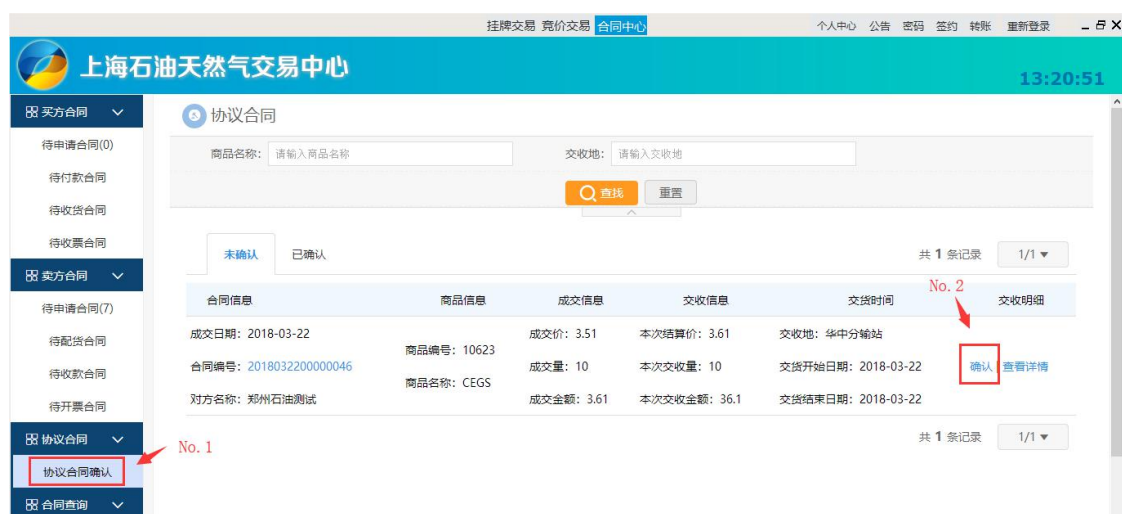 挂牌交易 竞价交易 合同中心 个人中心 公告 密码 签约 转账 重新登录
上海石油天然气交易中心
13:20:51
买方合同
待申请合同(0)
待付款合同
待收货合同
待收票合同
卖方合同
待申请合同(7)
待配货合同
待收款合同
待开票合同
协议合同
协议合同确认
合同查询
No. 1
协议合同
商品名称: 请输入商品名称 交收地: 请输入交收地
查找 重置
未确认 已确认 共 1 条记录 1/1
No. 2
合同信息 商品信息 成交信息 交收信息 交货时间 交收明细
成交日期: 2018-03-22 成交价: 3.51 本次结算价: 3.61 交收地: 华中分输站
商品编号: 10623
合同编号: 2018032200000046 成交量: 10 本次交收量: 10 交货开始日期: 2018-03-22 确认 | 查看详情
商品名称: CEGS
对方名称: 郑州石油测试 成交金额: 3.61 本次交收金额: 36.1 交货结束日期: 2018-03-22
共 1 条记录 1/1